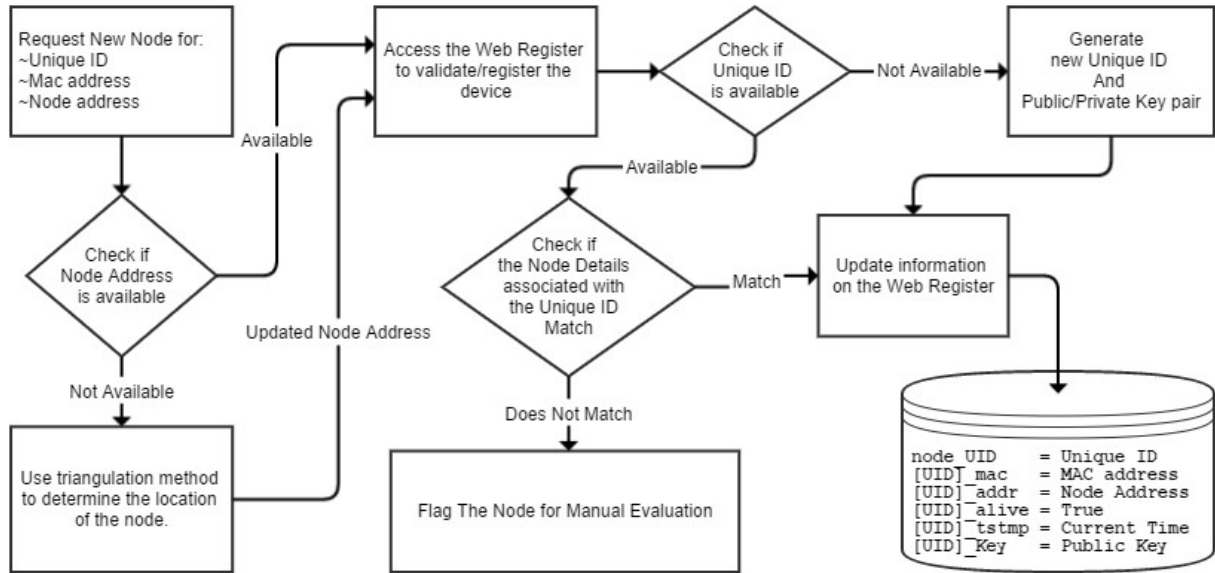 Request New Node for:
~Unique ID
~Mac address
~Node address
Available
Check if
Node Address
is available
Not Available
Use triangulation method
to determine the location
of the node.
Updated Node Address
Access the Web Register
to validate/register the
device
Check if
Unique ID
is available
Not Available
Generate
new Unique ID
And
Public/Private Key pair
Available
Check if
the Node Details
associated with
the Unique ID
Match
Match
Update information
on the Web Register
Does Not Match
Flag The Node for Manual Evaluation
node_UID = Unique ID
[UID]_mac = MAC address
[UID]_addr = Node Address
[UID]_alive = True
[UID]_tstmp = Current Time
[UID]_Key = Public Key